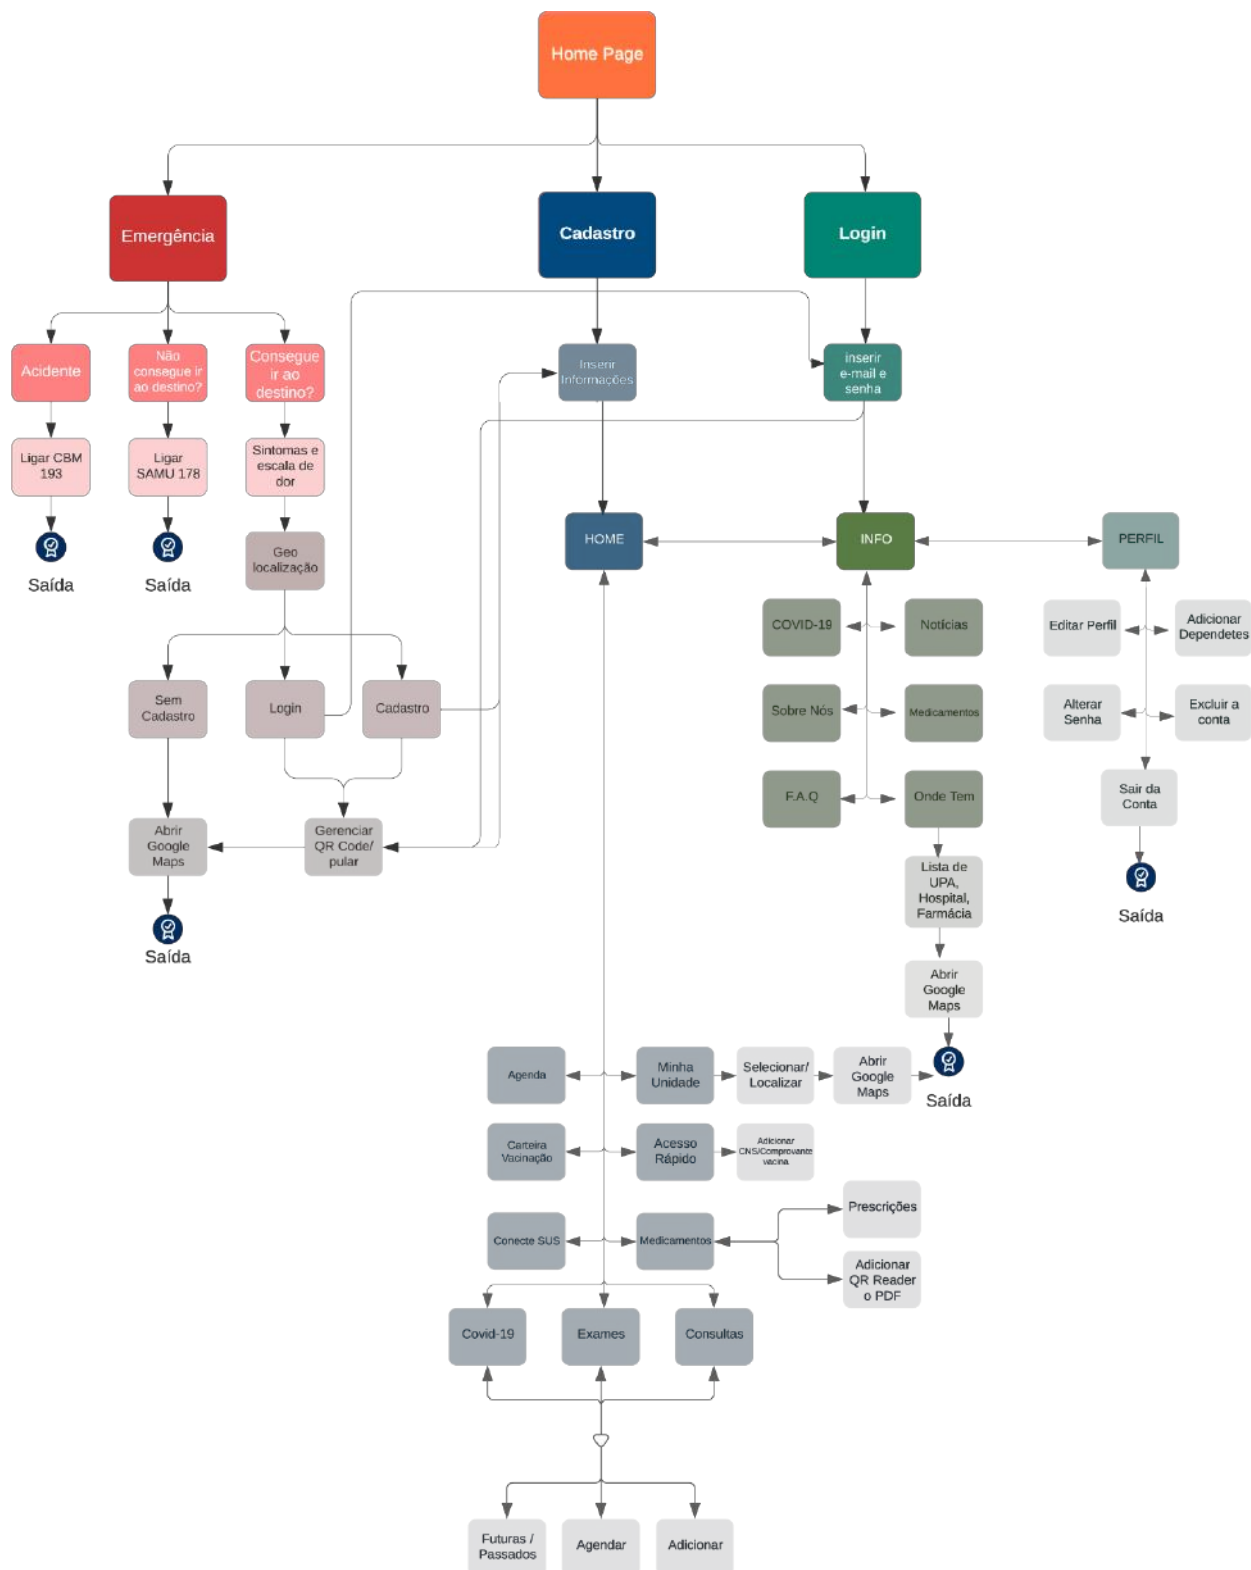 Home Page
Emergência
Cadastro
Login
Acidente
Não
consegue ir
ao destino?
Consegue
ir ao
destino?
Inserir
Informações
inserir
e-mail e
senha
Ligar CBM
193
Ligar
SAMU 178
Sintomas e
escala de
dor
Saída
Saída
Geo
localização
HOME
INFO
PERFIL
COVID-19
Notícias
Editar Perfil
Adicionar
Dependetes
Sem
Cadastro
Login
Cadastro
Sobre Nós
Medicamentos
Alterar
Senha
Excluir a
conta
F.A.Q
Onde Tem
Sair da
Conta
Abrir
Google
Maps
Gerenciar
QR Code/
pular
Lista de
UPA,
Hospital,
Farmácia
Saída
Saída
Abrir
Google
Maps
Agenda
Minha
Unidade
Selecionar/
Localizar
Abrir
Google
Maps
Saída
Carteira
Vacinação
Acesso
Rápido
Adicionar
CNS/Comprovante
vacina
Conecte SUS
Medicamentos
Prescrições
Adicionar
QR Reader
o PDF
Covid-19
Exames
Consultas
Futuras /
Passados
Agendar
Adicionar